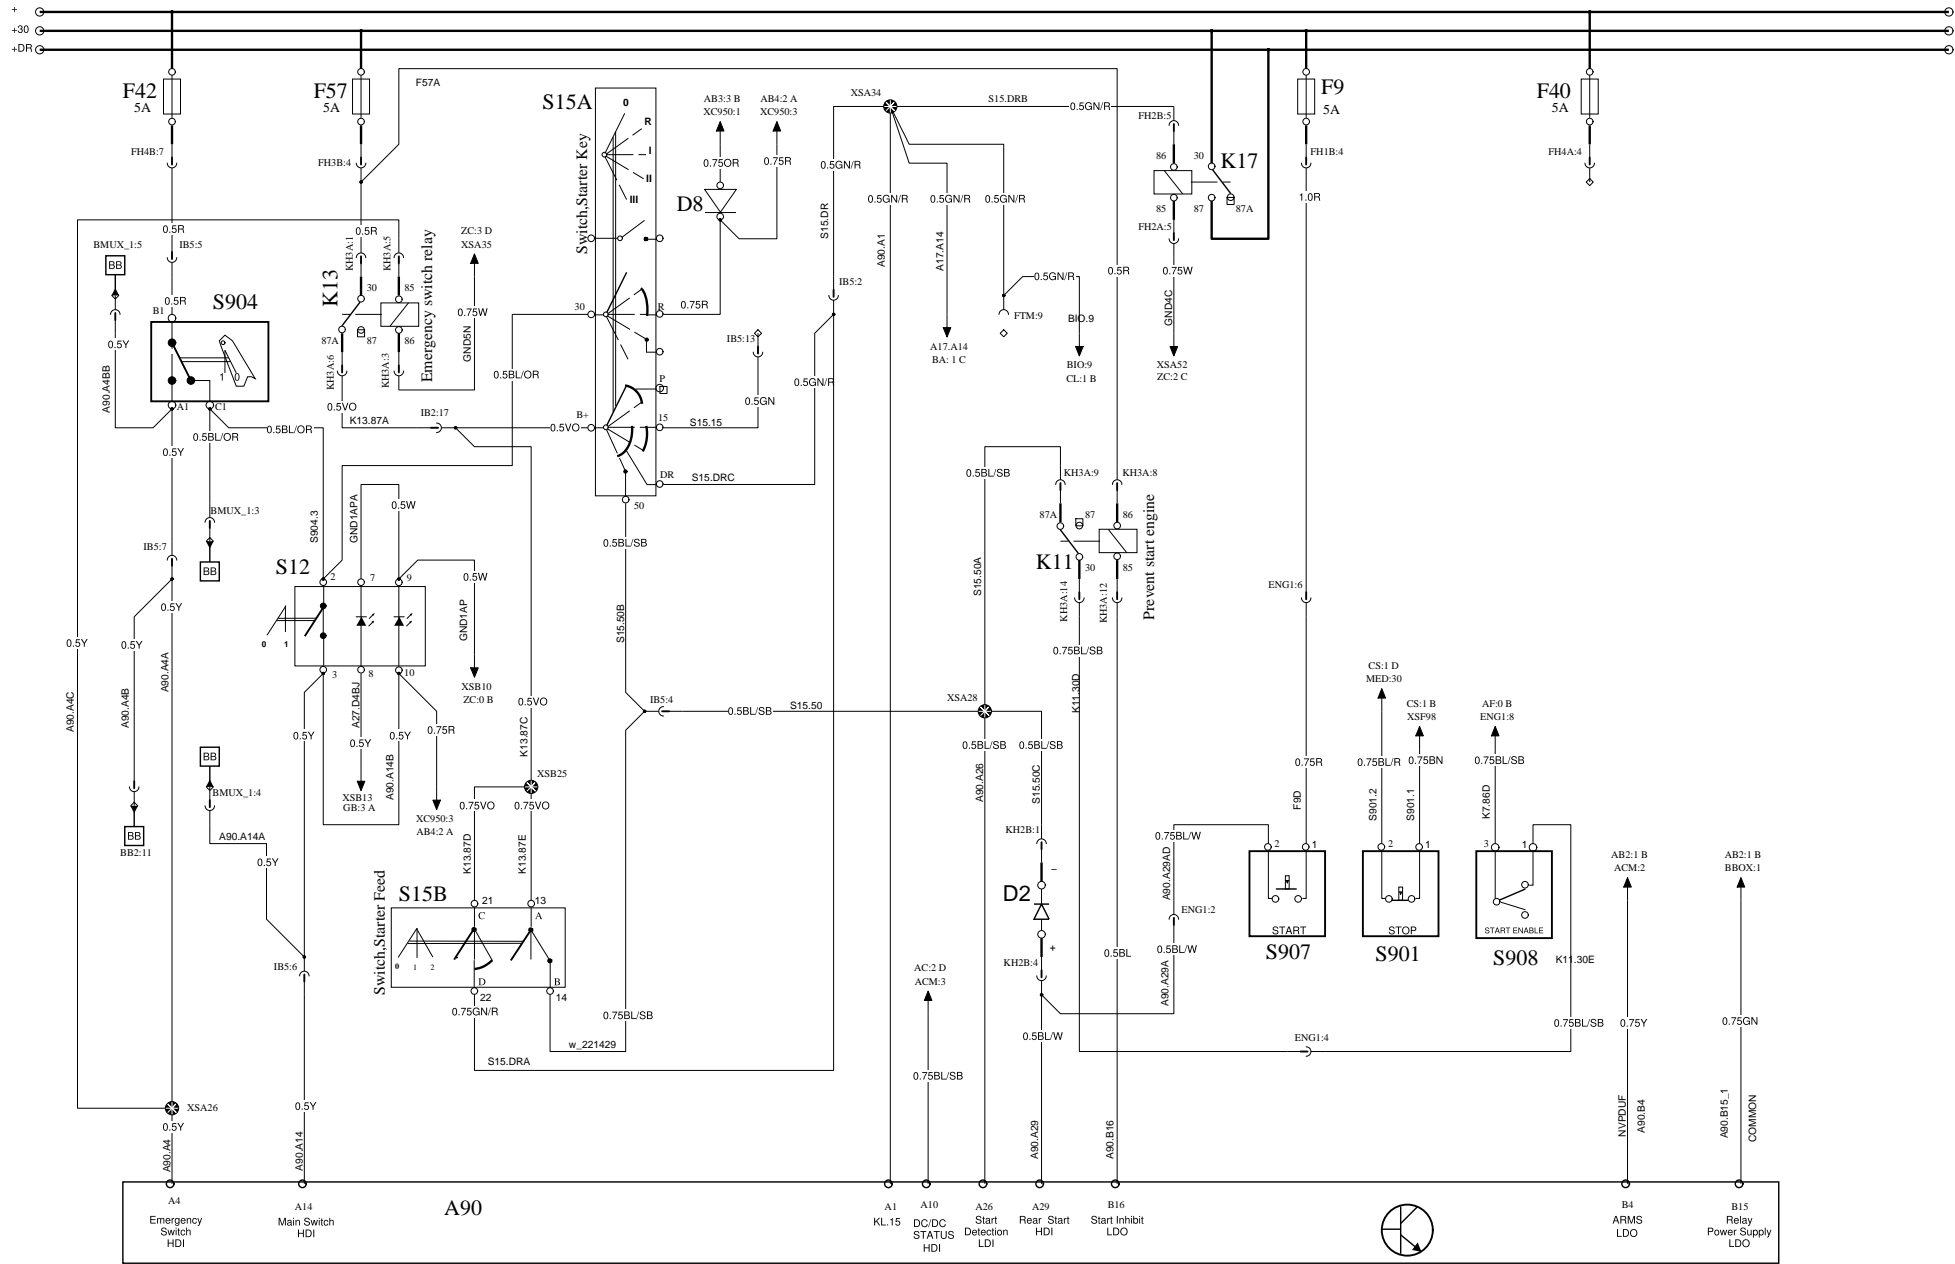 +
+30
+DR
F42
5A
FH4B:7
F57
5A
FH3B:4
F57A
S15A
Switch,Starter Key
0
R
I
II
III
AB3:3 B
XC950:1
AB4:2 A
XC950:3
0.75OR
0.75R
D8
XSA34
S15.DRB
0.5GN/R
FH2B:5
86
30
K17
85
87
87A
FH2A:5
0.75W
GND4C
XSA52
ZC:2 C
F9
5A
FH1B:4
1.0R
F40
5A
FH4A:4
0.5GN/R
S15.DR
IB5:2
0.5GN/R
A90.A1
0.5GN/R
A17.A14
A17.A14
BA: 1 C
0.5GN/R
0.5GN/R
FTM:9
BIO.9
BIO:9
CL:1 B
0.5R
0.5R
BMUX_1:5
IB5:5
BB
0.5R
B1
S904
0.5Y
A90.A4BB
1
0
A1
C1
0.5BL/OR
0.5BL/OR
0.5Y
0.5R
KH3A:1
KH3A:5
K13
30
85
87A
87
86
Emergency switch relay
KH3A:6
KH3A:3
ZC:3 D
XSA35
0.75W
GND5N
0.5VO
K13.87A
IB2:17
0.5VO
0.5BL/OR
30
R
0.75R
IB5:13
P
B+
15
S15.15
0.5GN
0.5GN/R
DR
S15.DRC
50
0.5BL/SB
S15.50B
BMUX_1:3
BB
IB5:7
0.5Y
0.5Y
A90.A4A
A90.A4B
BB
BB2:11
0.5Y
A90.A4C
S904.3
GND1APA
0.5W
S12
2
7
9
0
1
3
8
10
0.5W
GND1AP
XSB10
ZC:0 B
A27.D4BJ
0.5Y
0.5Y
0.5Y
XSB13
GB:3 A
A90.A14B
0.75R
XC950:3
AB4:2 A
BB
BMUX_1:4
A90.A14A
0.5Y
IB5:6
0.5Y
A90.A14
0.5VO
K13.87C
XSB25
0.75VO
0.75VO
K13.87D
K13.87E
Switch,Starter Feed
S15B
21
13
C
A
0
1
2
D
B
22
14
0.75GN/R
S15.DRA
w_221429
0.75BL/SB
IB5:4
0.5BL/SB
S15.50
XSA28
0.5BL/SB
S15.50A
KH3A:9
KH3A:8
87A
87
86
K11
30
85
Prevent start engine
KH3A:14
KH3A:12
0.75BL/SB
K11.30D
0.5BL/SB
0.5BL/SB
A90.A26
S15.50C
KH2B:1
−
D2
+
KH2B:4
0.5BL/W
A90.A29
0.5BL
A90.B16
0.75BL/W
A90.A29AD
ENG1:2
0.5BL/W
A90.A29A
ENG1:6
0.75R
F9D
2
1
START
S907
CS:1 D
MED:30
0.75BL/R
S901.2
CS:1 B
XSF98
0.75BN
S901.1
2
1
STOP
S901
AF:0 B
ENG1:8
0.75BL/SB
K7.86D
3
1
START ENABLE
S908
K11.30E
0.75BL/SB
ENG1:4
AB2:1 B
ACM:2
0.75Y
NVPDUF
A90.B4
AB2:1 B
BBOX:1
0.75GN
A90.B15_1
COMMON
AC:2 D
ACM:3
0.75BL/SB
XSA26
0.5Y
A90.A4
A4
Emergency
Switch
HDI
A14
Main Switch
HDI
A90
A1
KL.15
A10
DC/DC
STATUS
HDI
A26
Start
Detection
LDI
A29
Rear Start
HDI
B16
Start Inhibit
LDO
B4
ARMS
LDO
B15
Relay
Power Supply
LDO